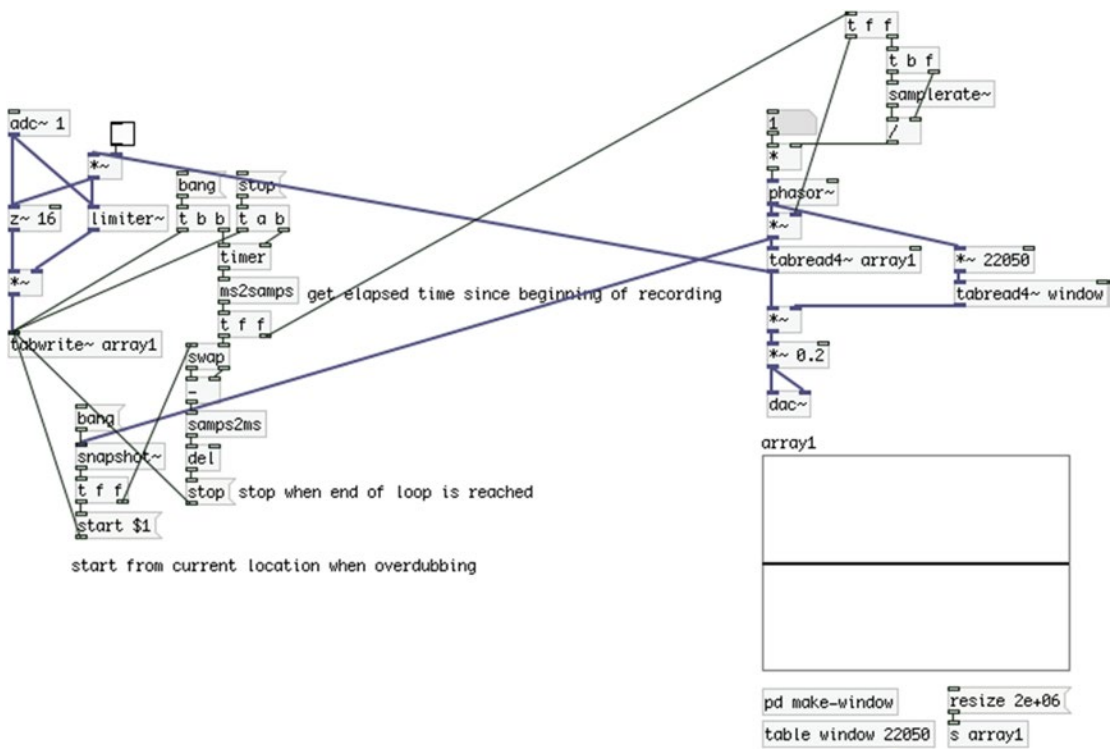 t f f
t b f
samplerate~
/
adc~ 1
1
*~
*
bang
stop
phasor~
z~ 16
limiter~
t b b
t a b
*~
timer
tabread4~ array1
*~ 22050
*~
ms2samps
get elapsed time since beginning of recording
tabread4~ window
t f f
*~
tabwrite~ array1
swap
*~ 0.2
-
bang
samps2ms
dac~
snapshot~
del
array1
t f f
stop
stop when end of loop is reached
start $1
start from current location when overdubbing
pd make-window
resize 2e+06
table window 22050
s array1